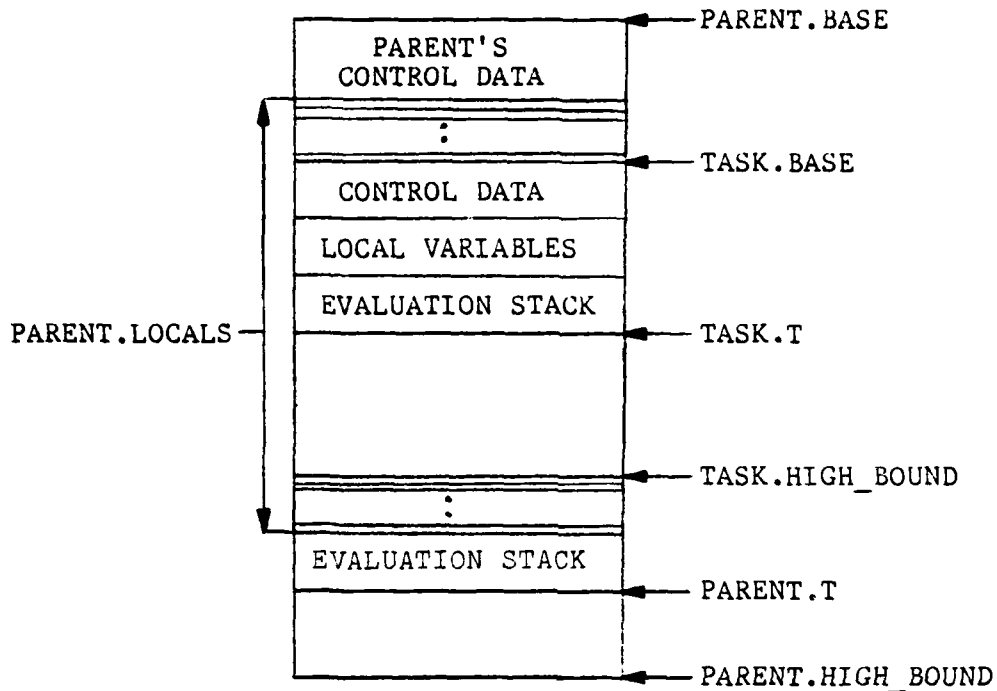 PARENT.BASE
PARENT'S
CONTROL DATA
TASK.BASE
CONTROL DATA
LOCAL VARIABLES
EVALUATION STACK
PARENT.LOCALS
TASK.T
TASK.HIGH_BOUND
EVALUATION STACK
PARENT.T
PARENT.HIGH_BOUND